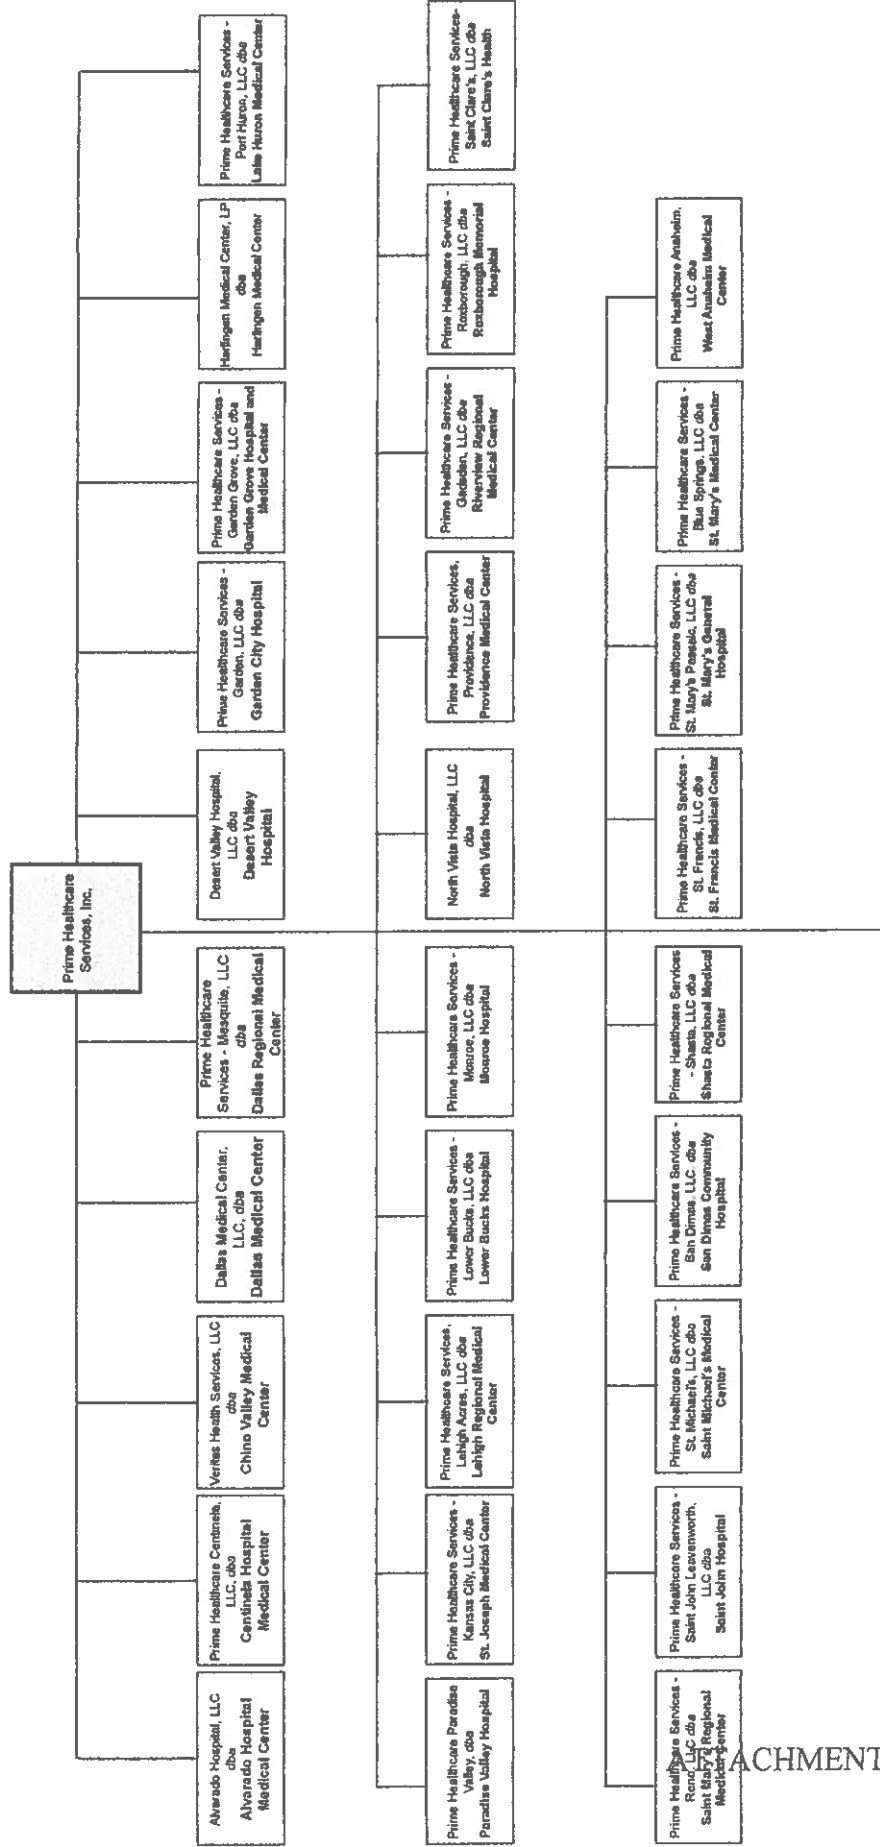 Prime Healthcare
Services, Inc.
Alvarado Hospital, LLC
dba
Alvarado Hospital
Medical Center
Prime Healthcare Centinela,
LLC, dba
Centinela Hospital
Medical Center
Veritas Health Services, LLC
dba
Chino Valley Medical
Center
Dallas Medical Center,
LLC, dba
Dallas Medical Center
Prime Healthcare
Services - Mesquite, LLC
dba
Dallas Regional Medical
Center
Desert Valley Hospital,
LLC dba
Desert Valley
Hospital
Prime Healthcare Services -
Garden, LLC dba
Garden City Hospital
Prime Healthcare Services -
Garden Grove, LLC dba
Garden Grove Hospital and
Medical Center
Harlingen Medical Center, LP
dba
Harlingen Medical Center
Prime Healthcare Services -
Port Huron, LLC dba
Lake Huron Medical Center
Prime Healthcare Paradise
Valley, dba
Paradise Valley Hospital
Prime Healthcare Services -
Kansas City, LLC dba
St. Joseph Medical Center
Prime Healthcare Services,
Lehigh Acres, LLC dba
Lehigh Regional Medical
Center
Prime Healthcare Services -
Lower Bucks, LLC dba
Lower Bucks Hospital
Prime Healthcare Services -
Monroe, LLC dba
Monroe Hospital
North Vista Hospital, LLC
dba
North Vista Hospital
Prime Healthcare Services,
Providence, LLC dba
Providence Medical Center
Prime Healthcare Services -
Gadsden, LLC dba
Riverview Regional
Medical Center
Prime Healthcare Services -
Roxborough, LLC dba
Roxborough Memorial
Hospital
Prime Healthcare Services-
Saint Clare's, LLC dba
Saint Clare's Health
Prime Healthcare Services -
Reno, LLC dba
Saint Mary's Regional
Medical Center
Prime Healthcare Services -
Saint John Leavenworth,
LLC dba
Saint John Hospital
Prime Healthcare Services -
St. Michael's, LLC dba
Saint Michael's Medical
Center
Prime Healthcare Services -
San Dimas, LLC, dba
San Dimas Community
Hospital
Prime Healthcare Services
- Shasta, LLC dba
Shasta Regional Medical
Center
Prime Healthcare Services -
St. Francis, LLC dba
St. Francis Medical Center
Prime Healthcare Services -
St. Mary's Passaic, LLC dba
St. Mary's General
Hospital
Prime Healthcare Services -
Blue Springs, LLC dba
St. Mary's Medical Center
Prime Healthcare Anaheim,
LLC dba
West Anaheim Medical
Center
ATTACHMENT